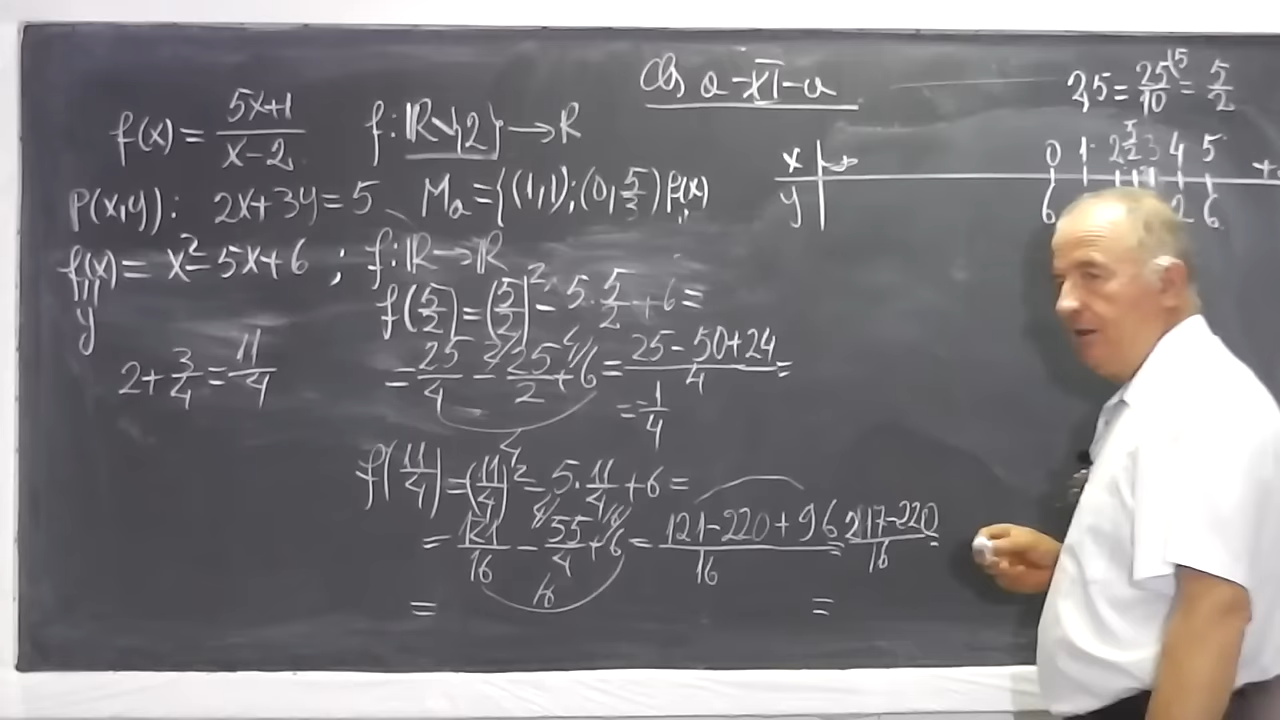 Cls a-XI-a
2,5 = 25/10 (5 = 5/2
f(x) = (5x+1)/(x-2)   f: R\{2} → R
x | -∞   0 1 2 5/2 3 4 5   +
y |   6   2 6
P(x,y): 2x+3y=5   Ma = {(1,1); (0, 5/3) f(x)
f(x) = x² - 5x + 6 ; f: R → R
y
f(5/2) = (5/2)² - 5·5/2 + 6 =
2 + 3/4 = 11/4
= 25/4 - 25/2 + 6 = (25-50+24)/4 =
= -1/4
f(11/4) = (11/4)² - 5·11/4 + 6 =
= 121/16 - 55/4 + 6 = (121-220+96)/16 = (217-220)/16 =
=   =